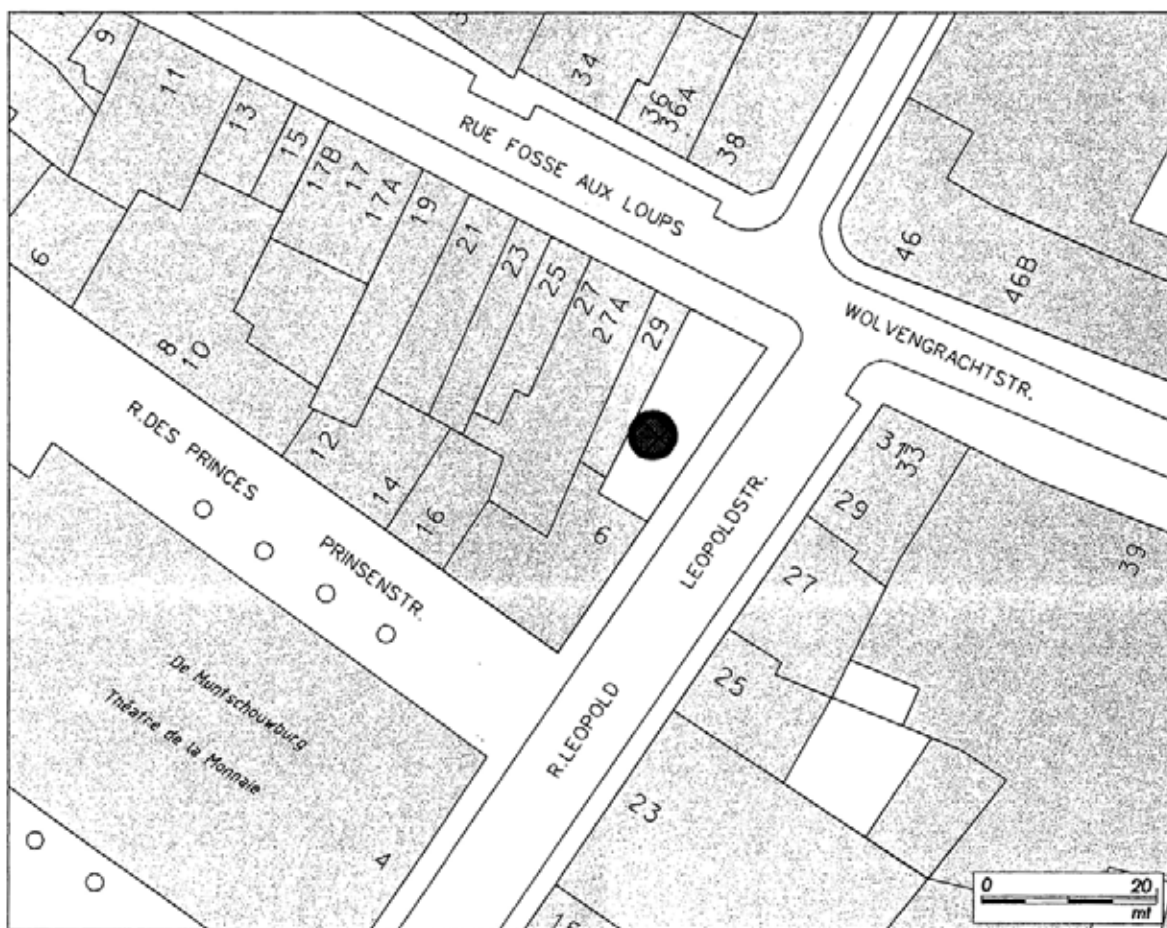 9
11
13
15
17B
17
17A
19
21
23
25
27
27A
29
34
36
36A
38
RUE FOSSE AUX LOUPS
46
46B
WOLVENGRACHTSTR.
6
8
10
R.DES PRINCES
PRINSENSTR.
12
14
16
6
LEOPOLDSTR.
R.LEOPOLD
31
33
29
27
25
23
39
De Muntschouwburg
Théatre de la Monnaie
4
0 20
mt